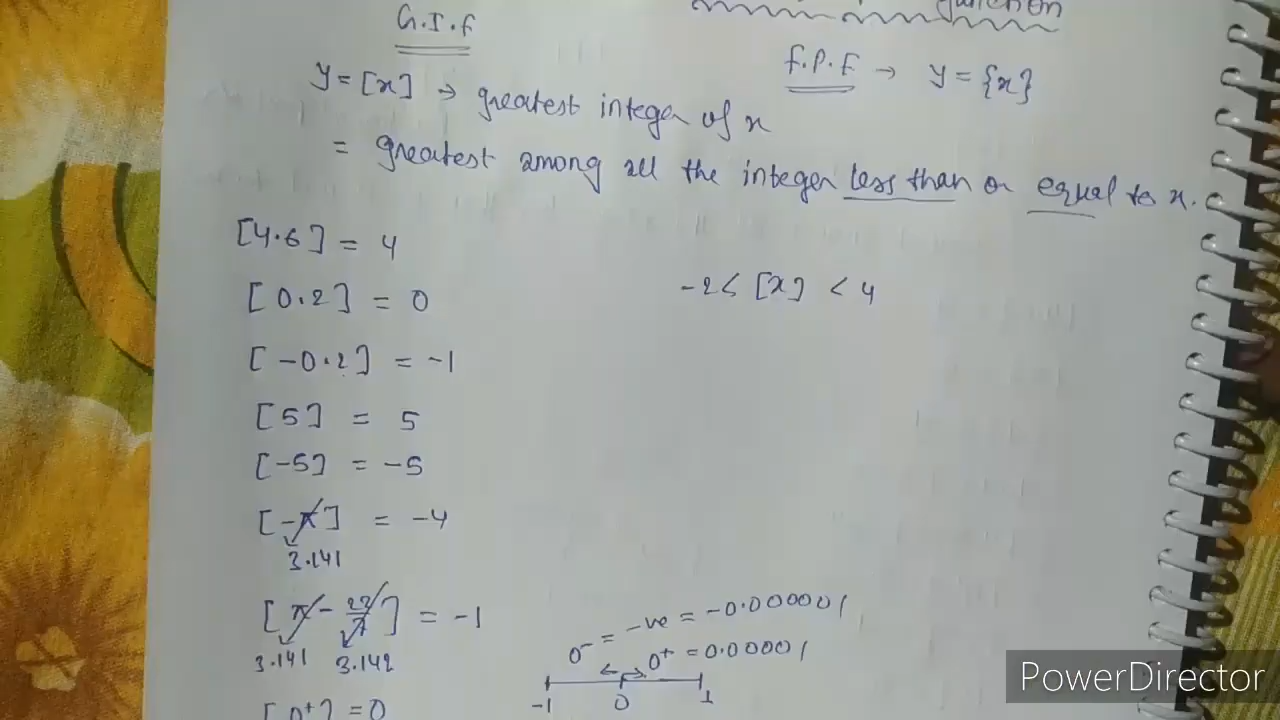 G.I.F
function
F.P.F → y = {x}
y = [x] → greatest integer of x
= greatest among all the integer less than or equal to x.
[4.6] = 4
[0.2] = 0
-2 < [x] < 4
[-0.2] = -1
[5] = 5
[-5] = -5
[-π] = -4
3.141
[π - 22/7] = -1
3.141 3.142
0⁻ = -ve = -0.000001
0⁺ = 0.00001
-1 0 1
[0⁺] = 0
PowerDirector